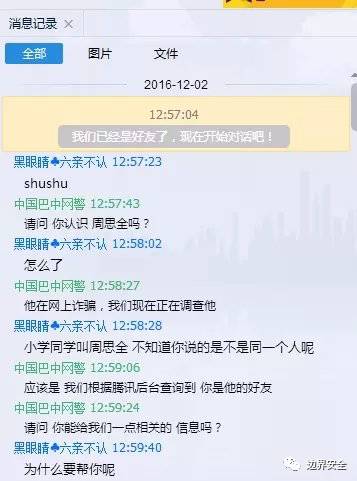 消息记录
全部 图片 文件
2016-12-02
12:57:04
我们已经是好友了，现在开始对话吧！
黑眼睛♣六亲不认 12:57:23
shushu
中国巴中网警 12:57:43
请问 你认识 周思全吗？
黑眼睛♣六亲不认 12:58:02
怎么了
中国巴中网警 12:58:27
他在网上诈骗，我们现在正在调查他
黑眼睛♣六亲不认 12:58:28
小学同学叫周思全 不知道你说的是不是同一个人呢
中国巴中网警 12:59:06
应该是 我们根据腾讯后台查询到 你是他的好友
中国巴中网警 12:59:24
请问 你能给我们一点相关的 信息吗？
黑眼睛♣六亲不认 12:59:40
为什么要帮你呢
边界安全